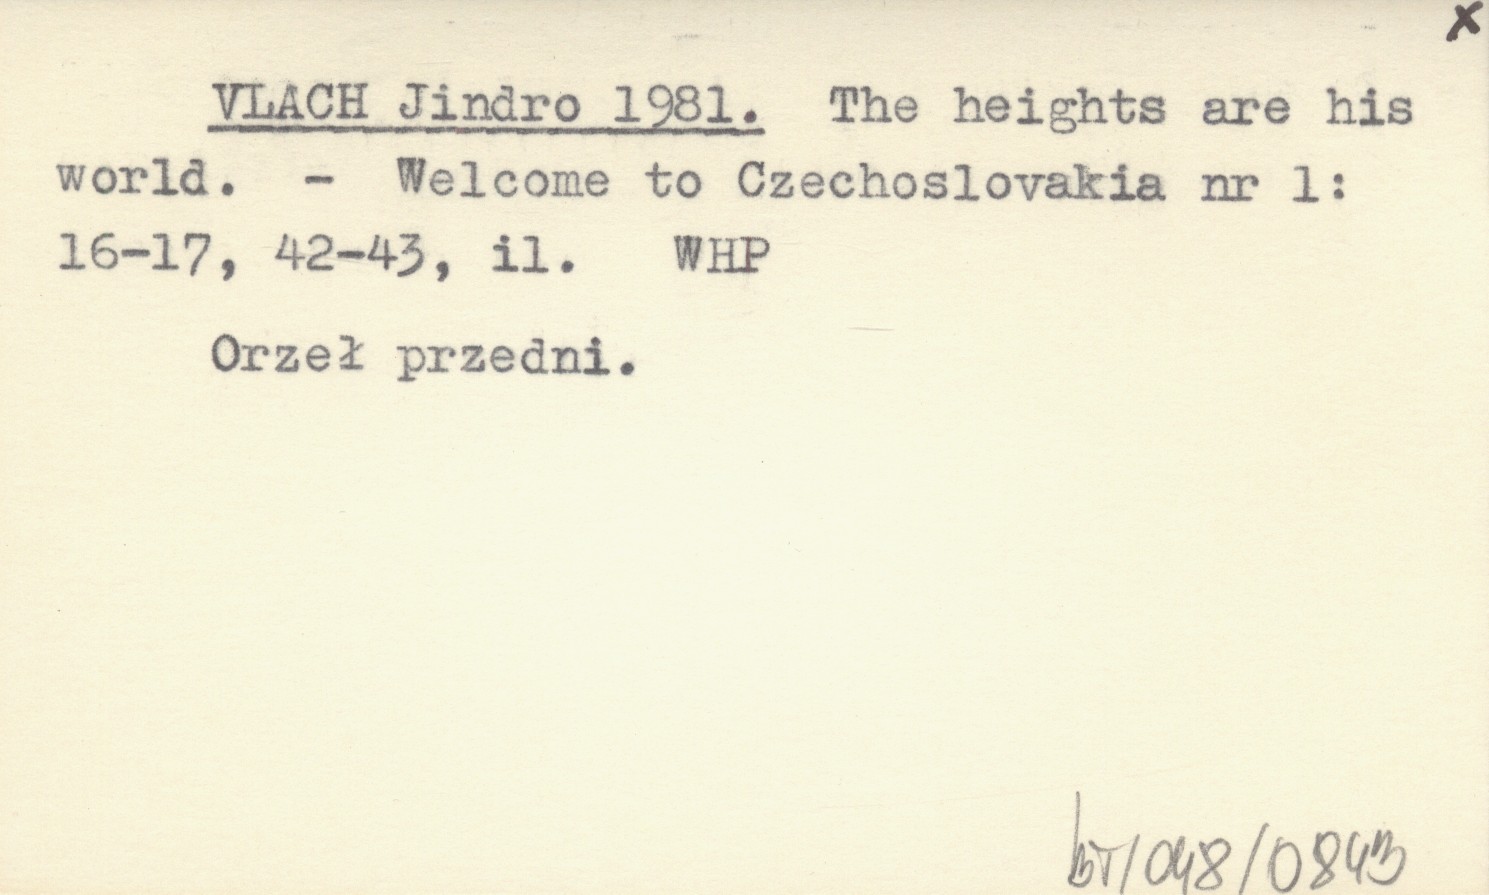 x
VLACH Jindro 1981. The heights are his
world. - Welcome to Czechoslovakia nr 1:
16-17, 42-43, il. WHP
Orzeł przedni.
bT/048/0843